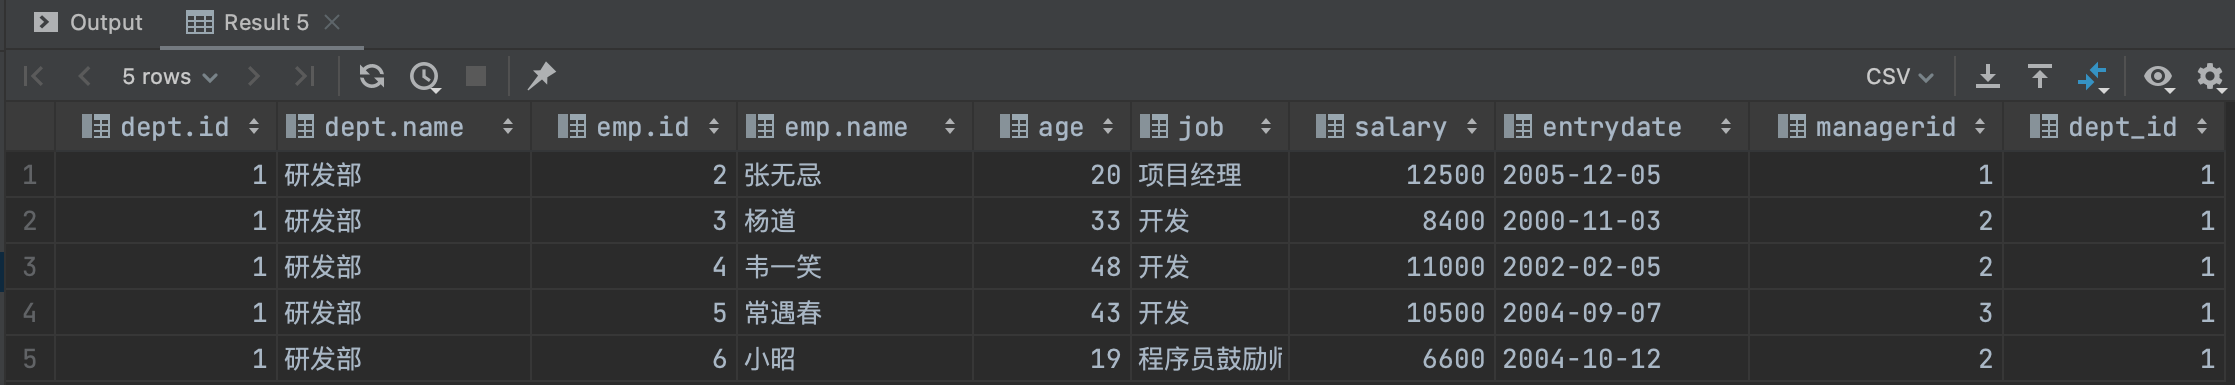 Output Result 5
5 rows CSV
dept.id dept.name emp.id emp.name age job salary entrydate managerid dept_id
1 1 研发部 2 张无忌 20 项目经理 12500 2005-12-05 1 1
2 1 研发部 3 杨道 33 开发 8400 2000-11-03 2 1
3 1 研发部 4 韦一笑 48 开发 11000 2002-02-05 2 1
4 1 研发部 5 常遇春 43 开发 10500 2004-09-07 3 1
5 1 研发部 6 小昭 19 程序员鼓励师 6600 2004-10-12 2 1